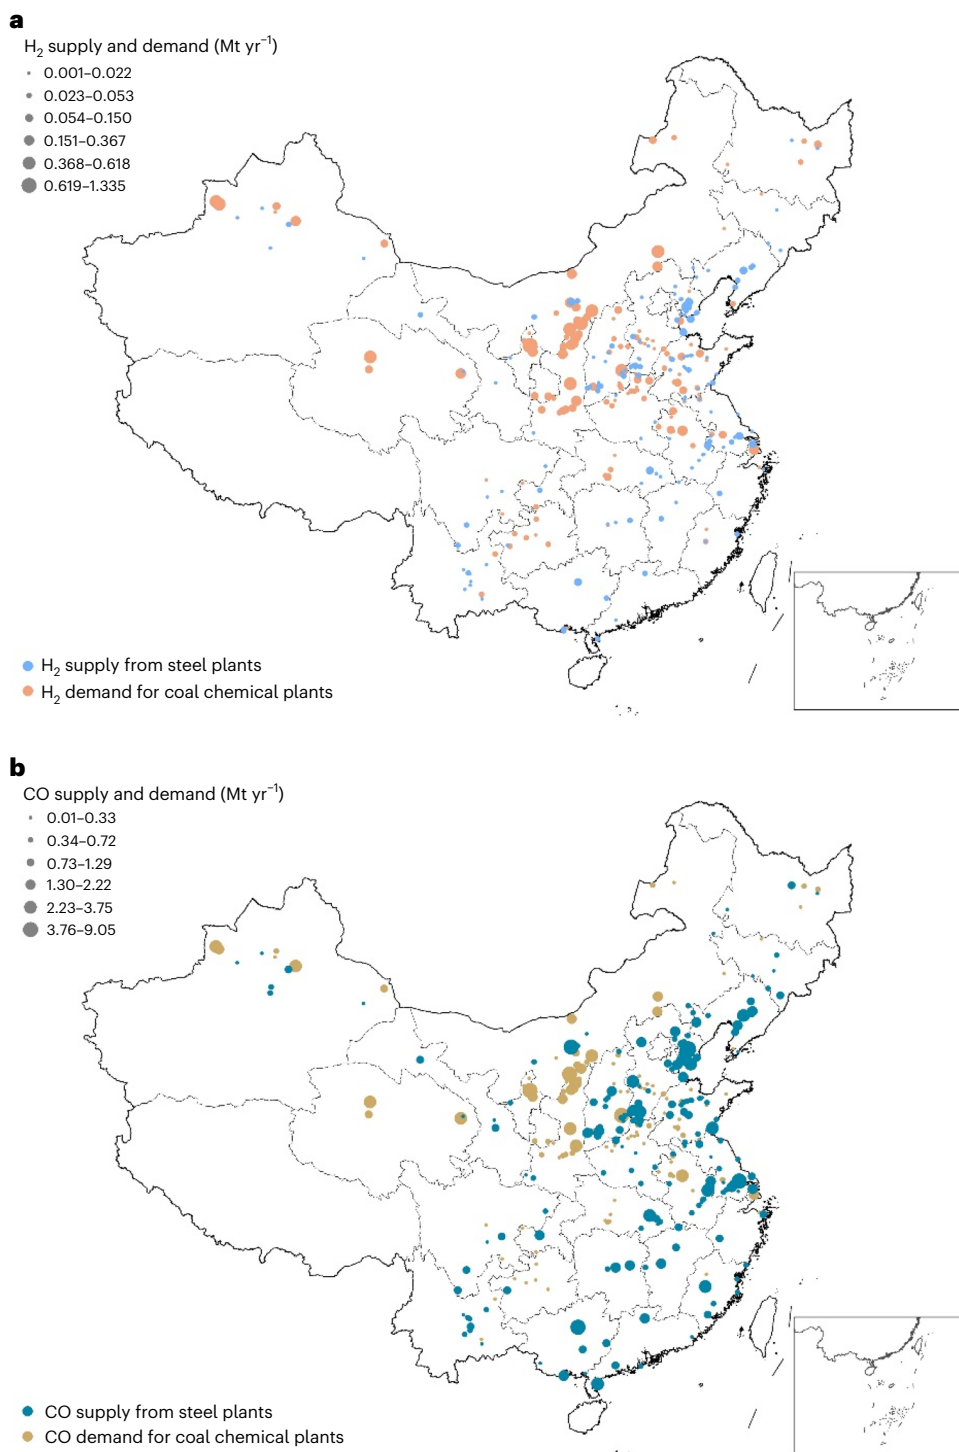 a
H₂ supply and demand (Mt yr⁻¹)
0.001–0.022
0.023–0.053
0.054–0.150
0.151–0.367
0.368–0.618
0.619–1.335
H₂ supply from steel plants
H₂ demand for coal chemical plants
b
CO supply and demand (Mt yr⁻¹)
0.01–0.33
0.34–0.72
0.73–1.29
1.30–2.22
2.23–3.75
3.76–9.05
CO supply from steel plants
CO demand for coal chemical plants